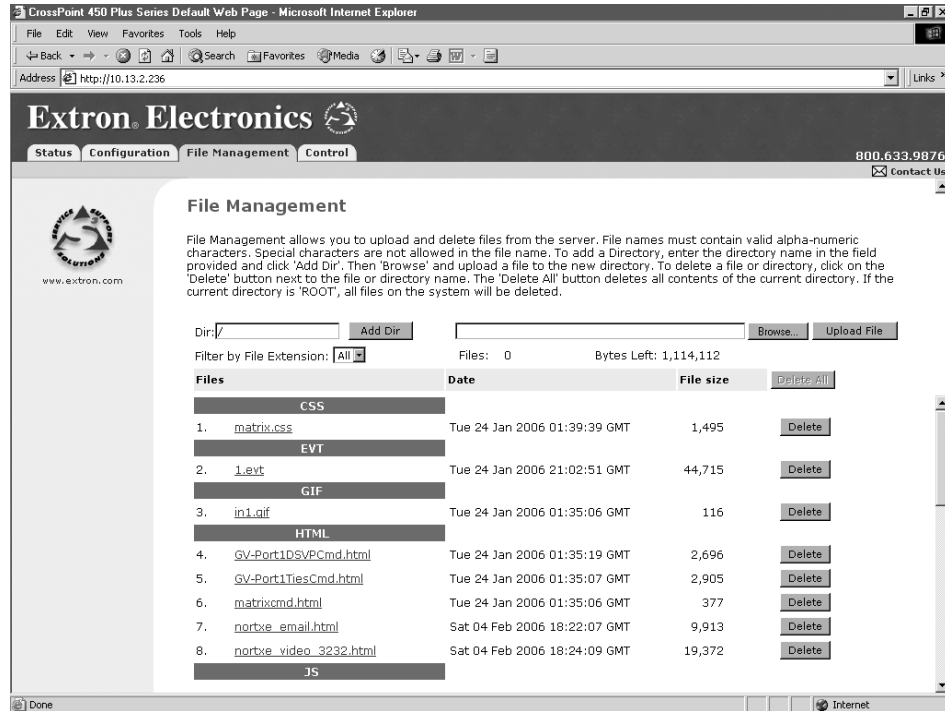 CrossPoint 450 Plus Series Default Web Page - Microsoft Internet Explorer
File Edit View Favorites Tools Help
Back Search Favorites Media
Address http://10.13.2.236 Links
Extron® Electronics
Status Configuration File Management Control
800.633.9876
Contact Us
SERVICE SUPPORT SOLUTIONS
www.extron.com
File Management
File Management allows you to upload and delete files from the server. File names must contain valid alpha-numeric
characters. Special characters are not allowed in the file name. To add a Directory, enter the directory name in the field
provided and click 'Add Dir'. Then 'Browse' and upload a file to the new directory. To delete a file or directory, click on the
'Delete' button next to the file or directory name. The 'Delete All' button deletes all contents of the current directory. If the
current directory is 'ROOT', all files on the system will be deleted.
Dir: / Add Dir Browse... Upload File
Filter by File Extension: All Files: 0 Bytes Left: 1,114,112
Files Date File size Delete All
CSS
1. matrix.css Tue 24 Jan 2006 01:39:39 GMT 1,495 Delete
EVT
2. 1.evt Tue 24 Jan 2006 21:02:51 GMT 44,715 Delete
GIF
3. in1.gif Tue 24 Jan 2006 01:35:06 GMT 116 Delete
HTML
4. GV-Port1DSVPCmd.html Tue 24 Jan 2006 01:35:19 GMT 2,696 Delete
5. GV-Port1TiesCmd.html Tue 24 Jan 2006 01:35:07 GMT 2,905 Delete
6. matrixcmd.html Tue 24 Jan 2006 01:35:06 GMT 377 Delete
7. nortxe_email.html Sat 04 Feb 2006 18:22:07 GMT 9,913 Delete
8. nortxe_video_3232.html Sat 04 Feb 2006 18:24:09 GMT 19,372 Delete
JS
Done Internet